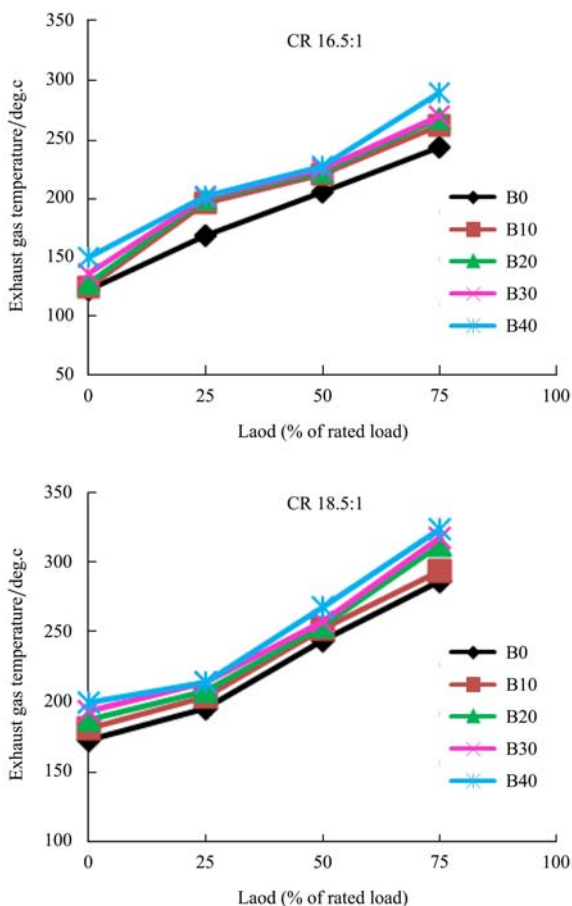 350
CR 16.5:1
300
250
200
150
100
50
Exhaust gas temperature/deg.c
B0
B10
B20
B30
B40
0 25 50 75 100
Laod (% of rated load)
350
CR 18.5:1
300
250
200
150
100
Exhaust gas temperature/deg.c
B0
B10
B20
B30
B40
0 25 50 75 100
Laod (% of rated load)